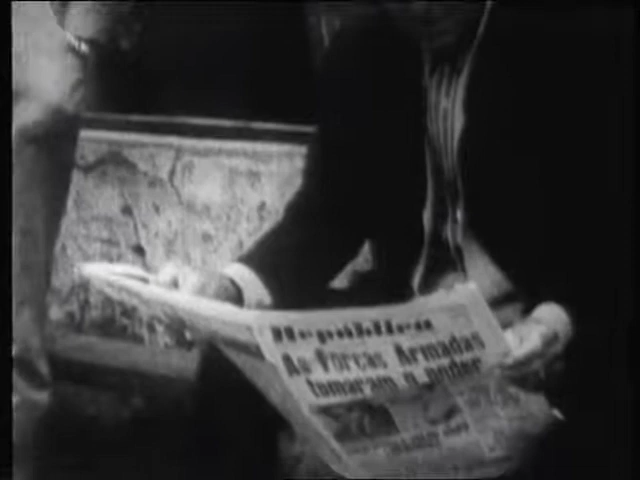 República
As Forças Armadas
tomaram o poder